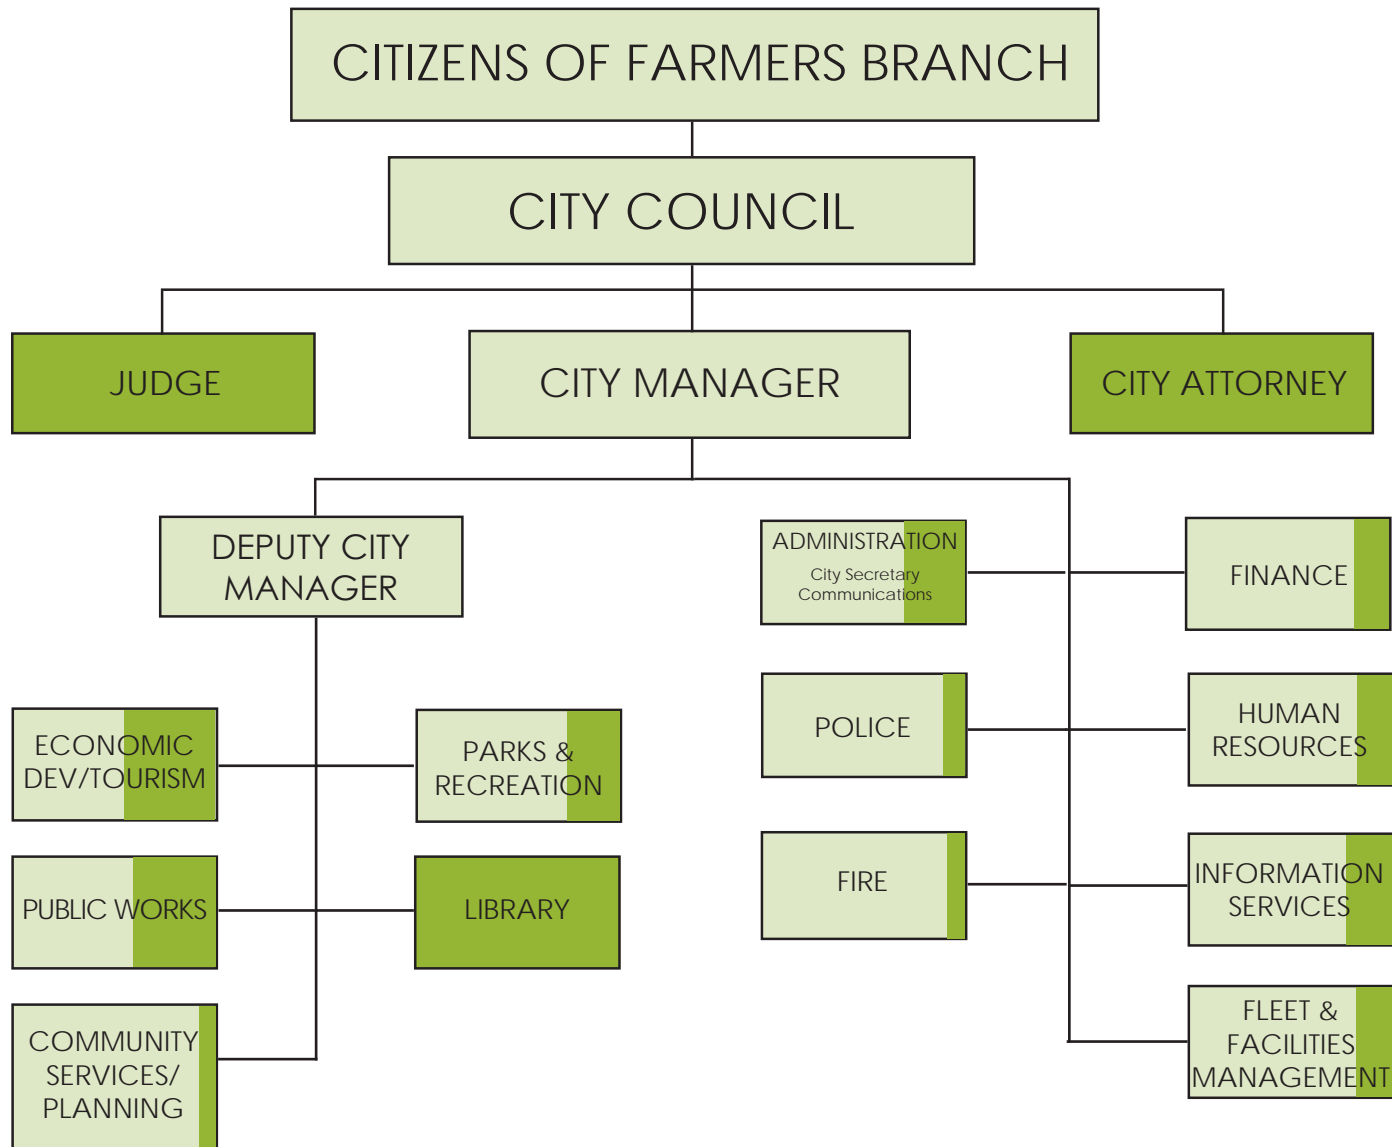 CITIZENS OF FARMERS BRANCH
CITY COUNCIL
JUDGE
CITY MANAGER
CITY ATTORNEY
DEPUTY CITY
MANAGER
ADMINISTRATION
City Secretary
Communications
FINANCE
POLICE
HUMAN
RESOURCES
ECONOMIC
DEV/TOURISM
PARKS &
RECREATION
FIRE
INFORMATION
SERVICES
PUBLIC WORKS
LIBRARY
FLEET &
FACILITIES
MANAGEMENT
COMMUNITY
SERVICES/
PLANNING